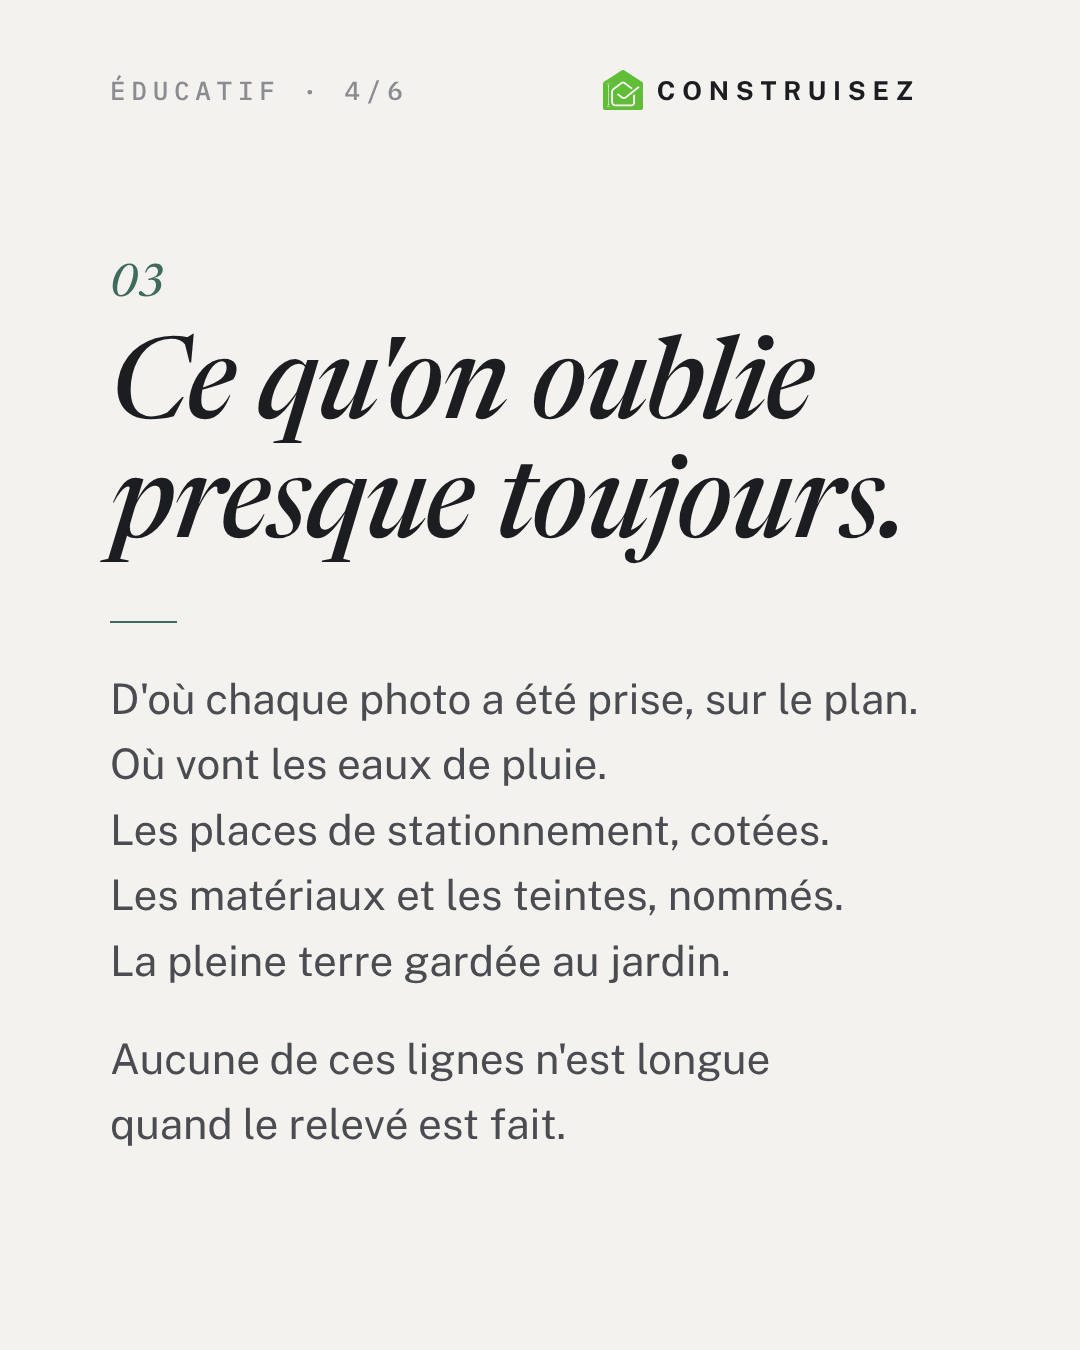 ÉDUCATIF · 4/6
CONSTRUISEZ
03
Ce qu'on oublie
presque toujours.
D'où chaque photo a été prise, sur le plan.
Où vont les eaux de pluie.
Les places de stationnement, cotées.
Les matériaux et les teintes, nommés.
La pleine terre gardée au jardin.
Aucune de ces lignes n'est longue
quand le relevé est fait.